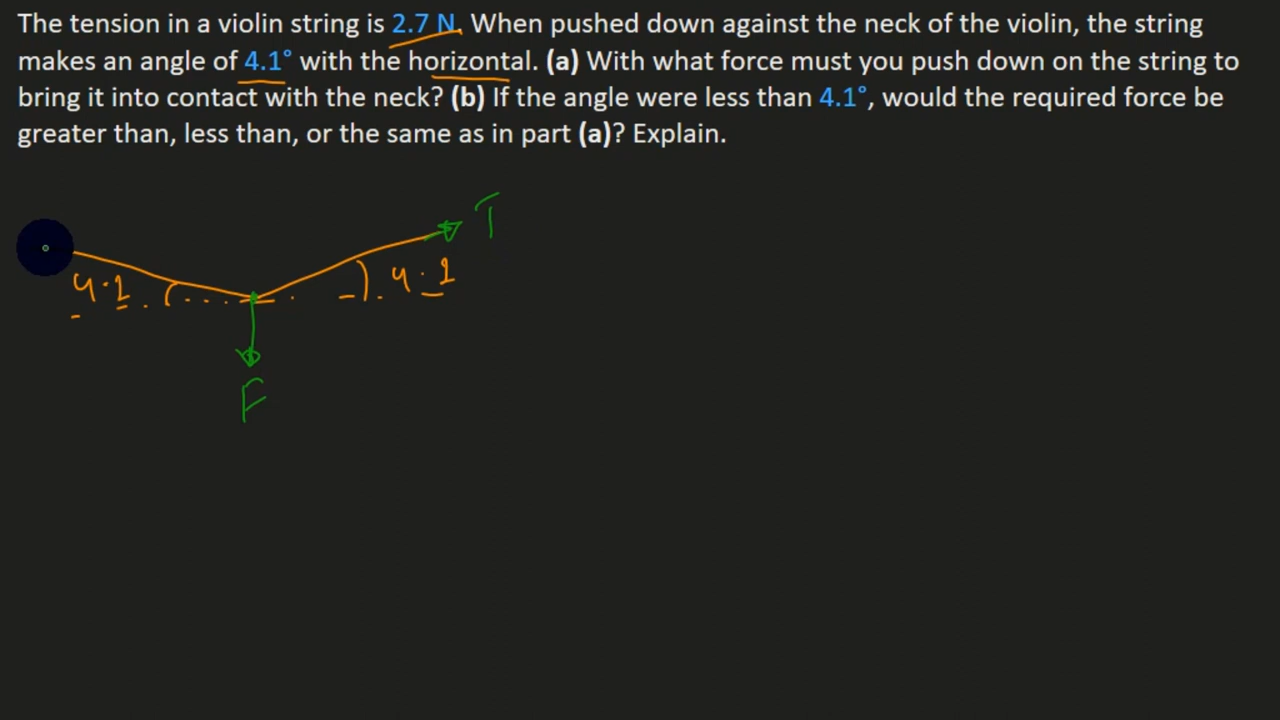 The tension in a violin string is 2.7 N. When pushed down against the neck of the violin, the string
makes an angle of 4.1° with the horizontal. (a) With what force must you push down on the string to
bring it into contact with the neck? (b) If the angle were less than 4.1°, would the required force be
greater than, less than, or the same as in part (a)? Explain.
T
4.1 4.1
F